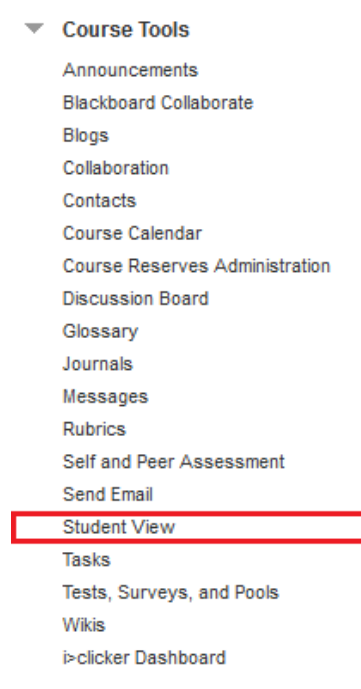 Course Tools
Announcements
Blackboard Collaborate
Blogs
Collaboration
Contacts
Course Calendar
Course Reserves Administration
Discussion Board
Glossary
Journals
Messages
Rubrics
Self and Peer Assessment
Send Email
Student View
Tasks
Tests, Surveys, and Pools
Wikis
i>clicker Dashboard